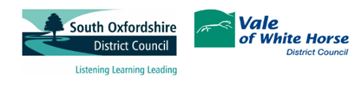 South Oxfordshire
District Council
Listening Learning Leading
Vale
of White Horse
District Council